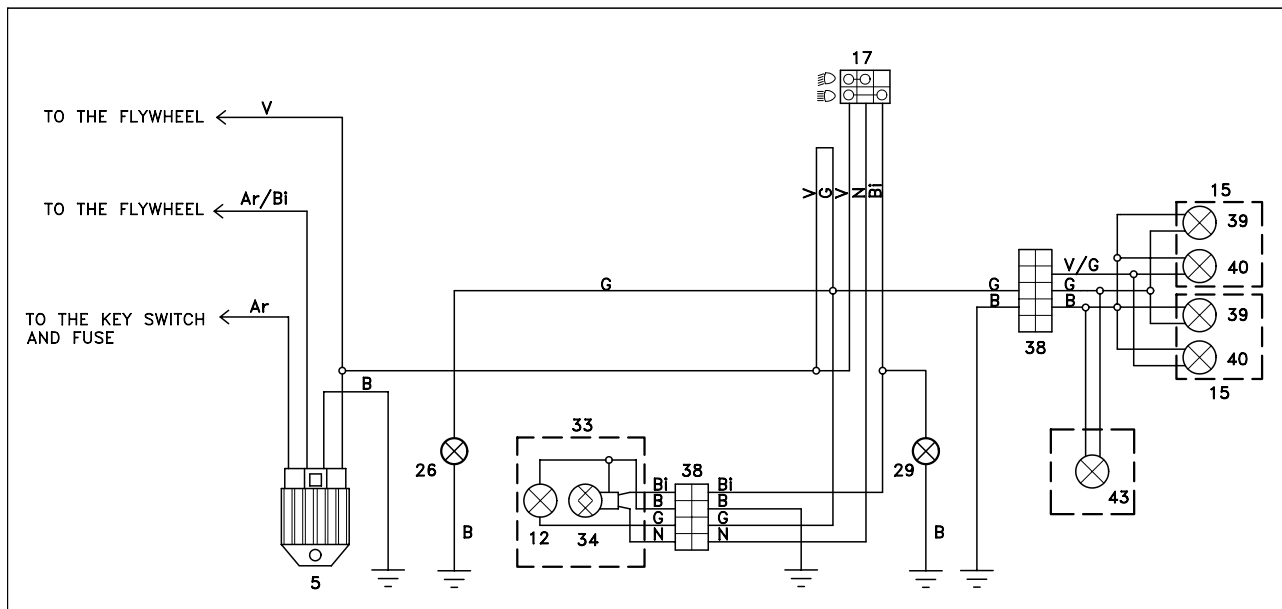 17
TO THE FLYWHEEL
V
TO THE FLYWHEEL
Ar/Bi
V
G
V
N
Bi
15
39
40
V/G
G
G
G
B
B
TO THE KEY SWITCH
AND FUSE
Ar
39
40
38
15
B
33
26
29
38
Bi
Bi
B
B
G
G
N
N
12
34
43
B
B
5